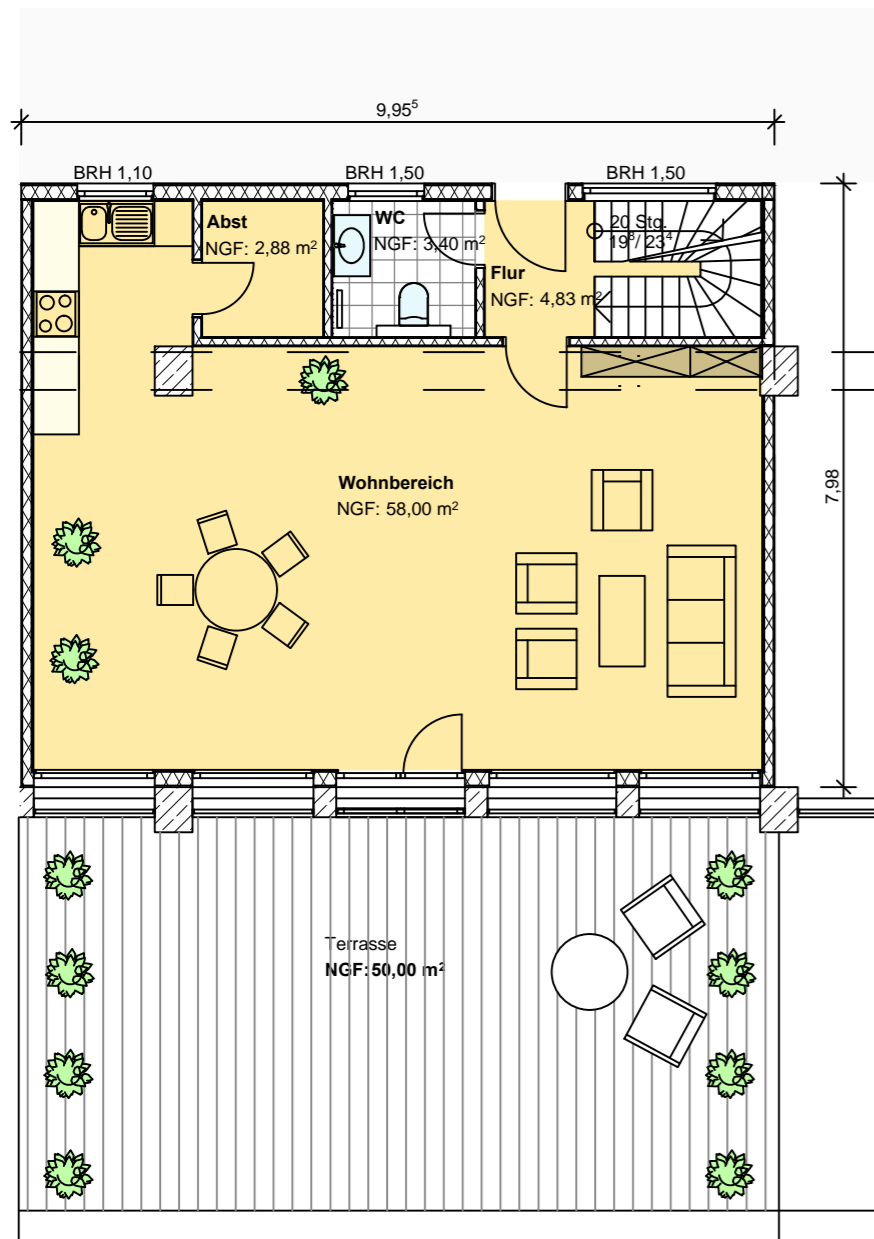 9,95⁵
BRH 1,10
BRH 1,50
BRH 1,50
Abst
NGF: 2,88 m²
WC
NGF: 3,40 m²
20 Stg.
19⁸/ 23⁴
Flur
NGF: 4,83 m²
Wohnbereich
NGF: 58,00 m²
7,98
Terrasse
NGF: 50,00 m²